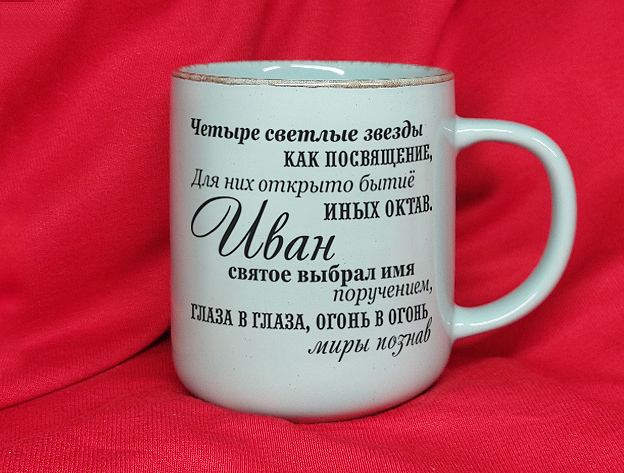 Четыре светлые звезды
КАК ПОСВЯЩЕНИЕ,
Для них открыто бытиё
ИНЫХ ОКТАВ.
Иван
святое выбрал имя
поручением,
ГЛАЗА В ГЛАЗА, ОГОНЬ В ОГОНЬ
миры познав